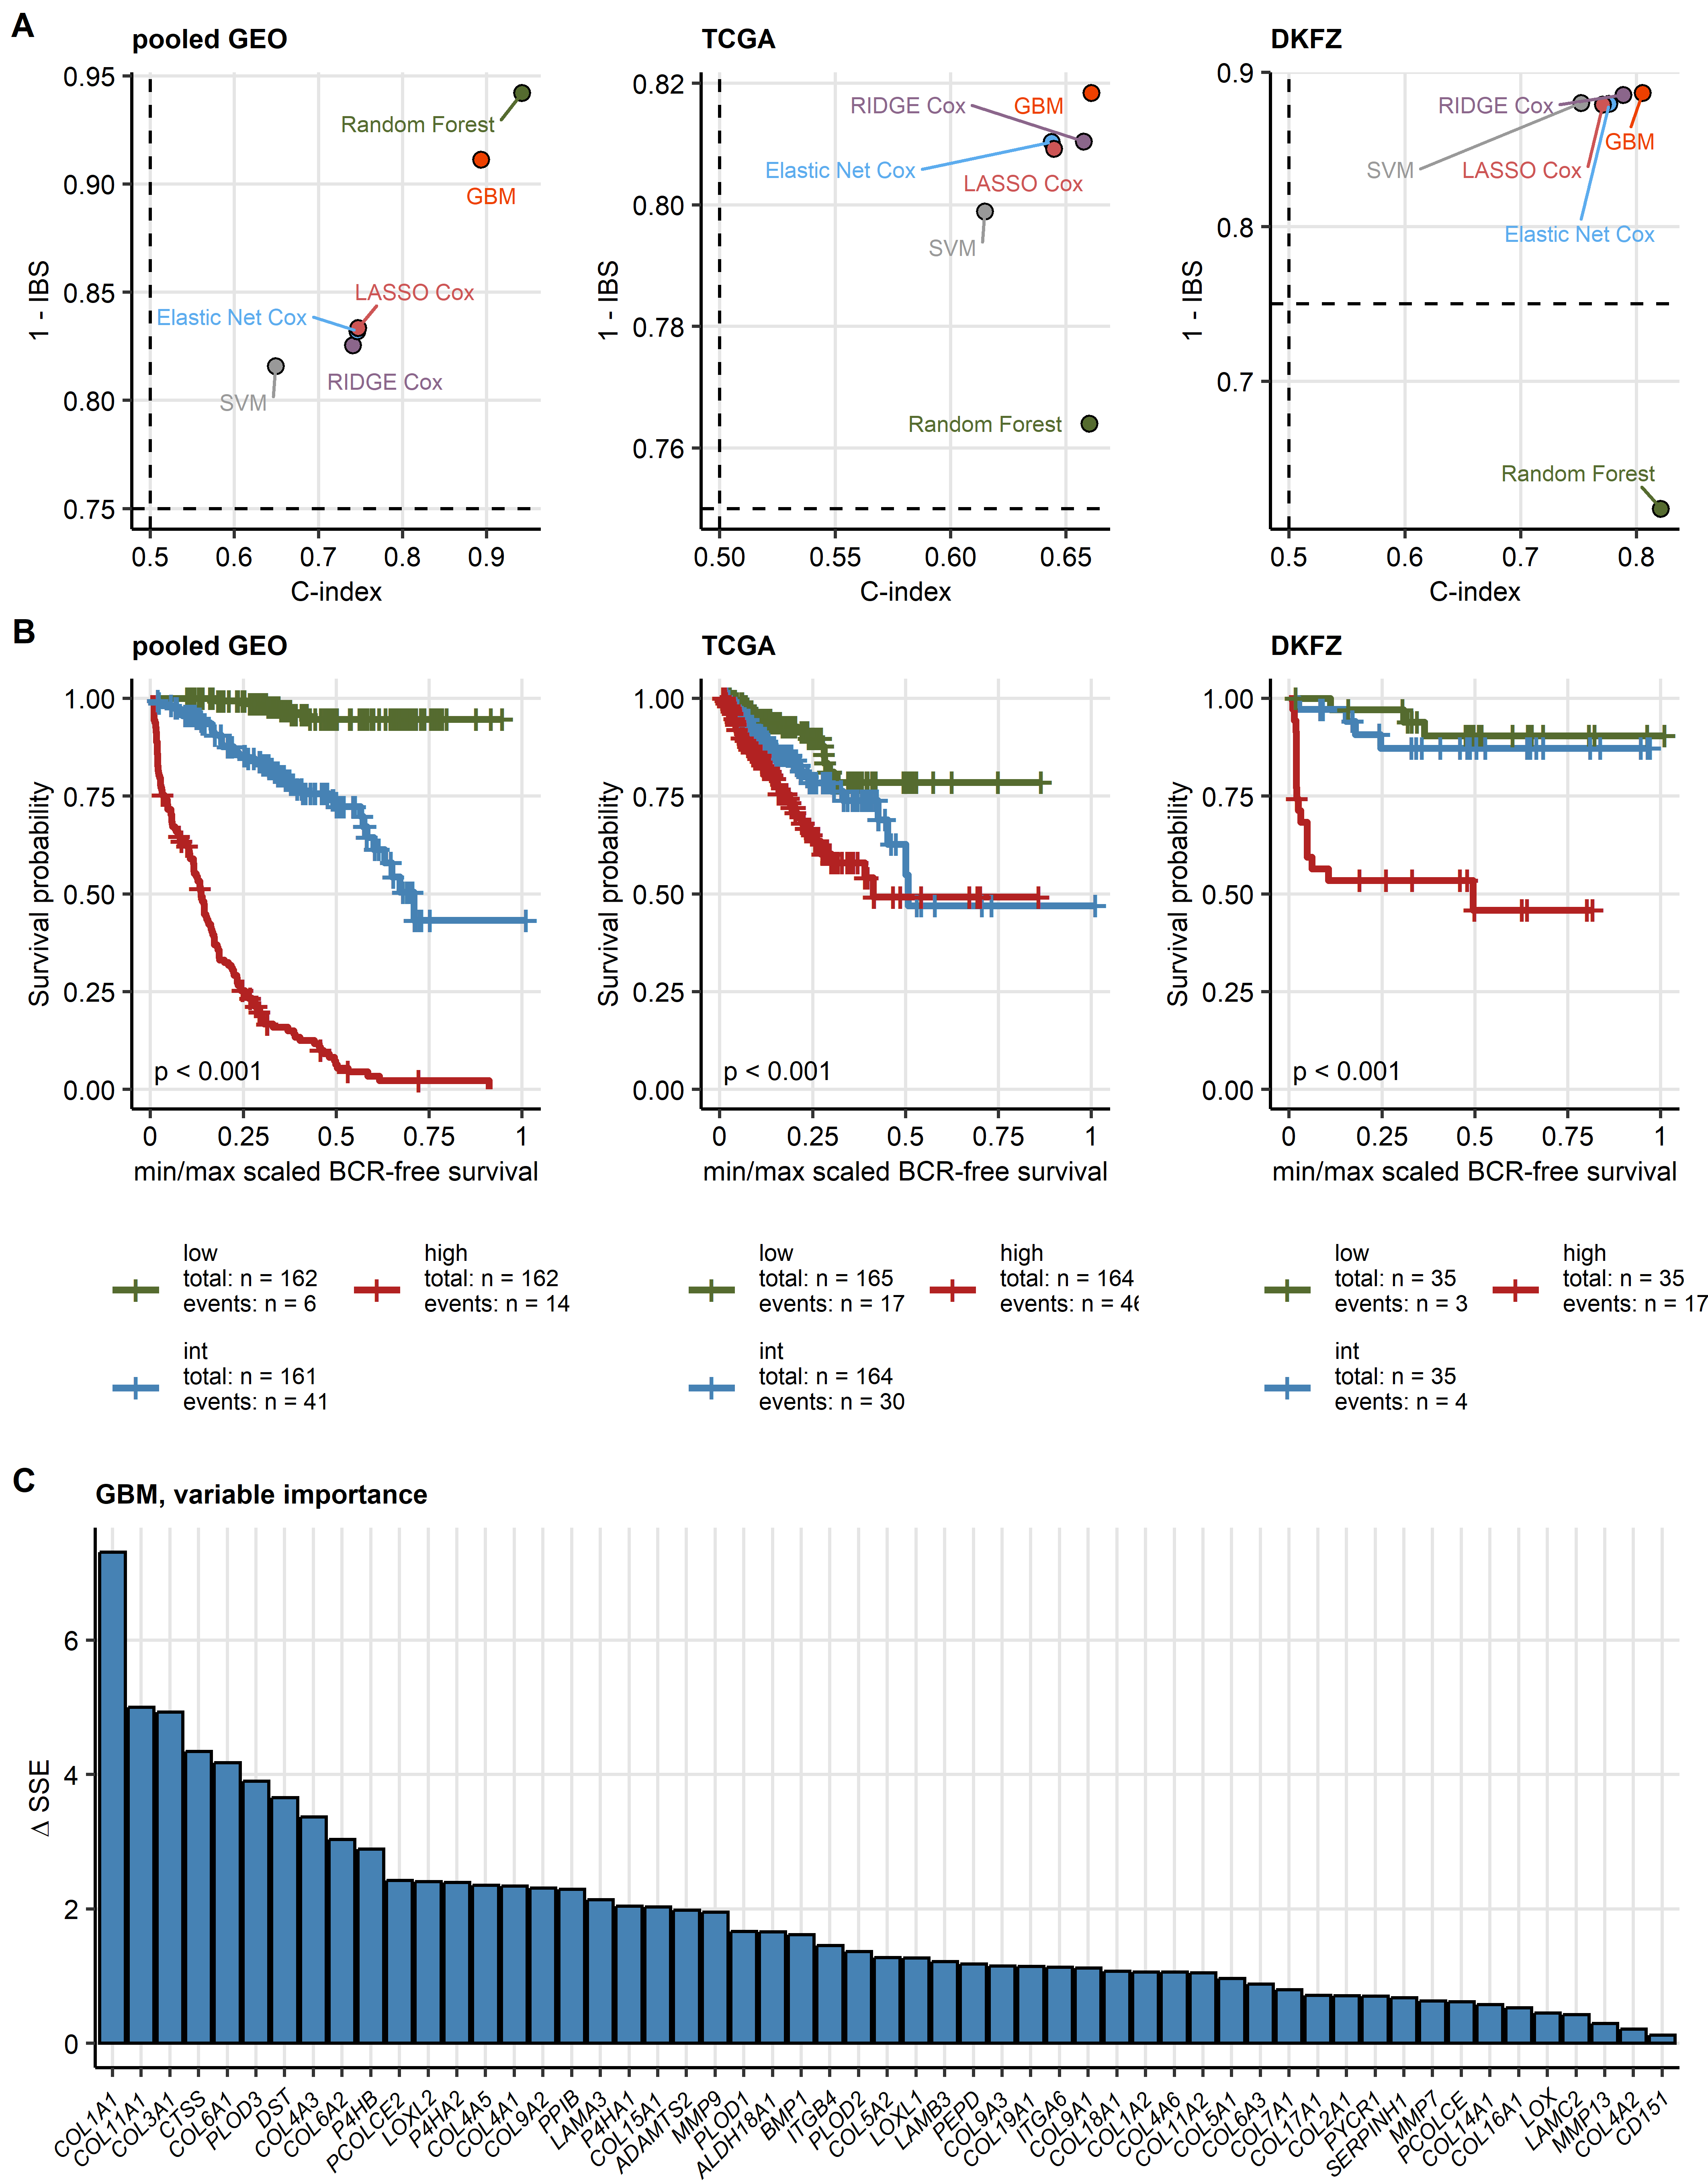 A
pooled GEO
TCGA
DKFZ
0.95
0.90
0.85
0.80
0.75
1 - IBS
Random Forest
GBM
LASSO Cox
Elastic Net Cox
RIDGE Cox
SVM
0.5 0.6 0.7 0.8 0.9
C-index
0.82
0.80
0.78
0.76
1 - IBS
RIDGE Cox
GBM
Elastic Net Cox
LASSO Cox
SVM
Random Forest
0.50 0.55 0.60 0.65
C-index
0.9
0.8
0.7
1 - IBS
RIDGE Cox
GBM
SVM
LASSO Cox
Elastic Net Cox
Random Forest
0.5 0.6 0.7 0.8
C-index
B
pooled GEO
TCGA
DKFZ
1.00
0.75
0.50
0.25
0.00
Survival probability
p < 0.001
0 0.25 0.5 0.75 1
min/max scaled BCR-free survival
1.00
0.75
0.50
0.25
0.00
Survival probability
p < 0.001
0 0.25 0.5 0.75 1
min/max scaled BCR-free survival
1.00
0.75
0.50
0.25
0.00
Survival probability
p < 0.001
0 0.25 0.5 0.75 1
min/max scaled BCR-free survival
low
total: n = 162
events: n = 6
high
total: n = 162
events: n = 14
int
total: n = 161
events: n = 41
low
total: n = 165
events: n = 17
high
total: n = 164
events: n = 46
int
total: n = 164
events: n = 30
low
total: n = 35
events: n = 3
high
total: n = 35
events: n = 17
int
total: n = 35
events: n = 4
C
GBM, variable importance
6
4
2
0
Δ SSE
COL1A1
COL11A1
COL3A1
CTSS
COL6A1
PLOD3
DST
COL4A3
COL6A2
P4HB
PCOLCE2
LOXL2
P4HA2
COL4A5
COL4A1
COL9A2
PPIB
LAMA3
P4HA1
COL15A1
ADAMTS2
MMP9
PLOD1
ALDH18A1
BMP1
ITGB4
PLOD2
COL5A2
LOXL1
LAMB3
PEPD
COL9A3
COL19A1
ITGA6
COL9A1
COL18A1
COL1A2
COL4A6
COL11A2
COL5A1
COL6A3
COL7A1
COL17A1
COL2A1
PYCR1
SERPINH1
MMP7
PCOLCE
COL14A1
COL16A1
LOX
LAMC2
MMP13
COL4A2
CD151